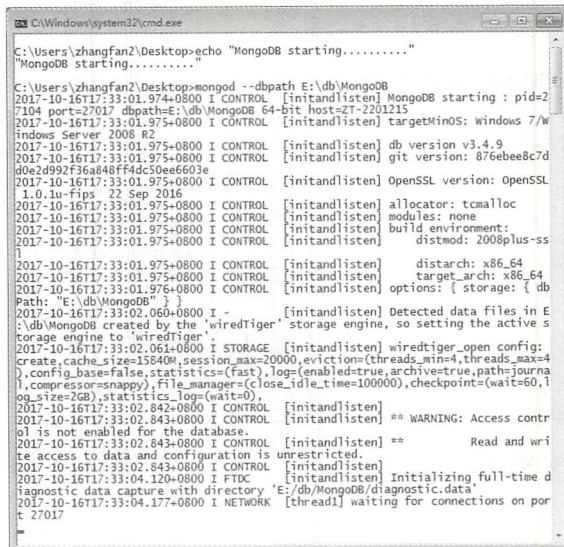 C:\Windows\system32\cmd.exe
C:\Users\zhangfan2\Desktop>echo "MongoDB starting.........."
"MongoDB starting.........."
C:\Users\zhangfan2\Desktop>mongod --dbpath E:\db\MongoDB
2017-10-16T17:33:01.974+0800 I CONTROL  [initandlisten] MongoDB starting : pid=2
7104 port=27017 dbpath=E:\db\MongoDB 64-bit host=ZT-2201215
2017-10-16T17:33:01.975+0800 I CONTROL  [initandlisten] targetMinOS: Windows 7/W
indows Server 2008 R2
2017-10-16T17:33:01.975+0800 I CONTROL  [initandlisten] db version v3.4.9
2017-10-16T17:33:01.975+0800 I CONTROL  [initandlisten] git version: 876ebee8c7d
d0e2d992f36a848ff4dc50ee6603e
2017-10-16T17:33:01.975+0800 I CONTROL  [initandlisten] OpenSSL version: OpenSSL
 1.0.1u-fips  22 Sep 2016
2017-10-16T17:33:01.975+0800 I CONTROL  [initandlisten] allocator: tcmalloc
2017-10-16T17:33:01.975+0800 I CONTROL  [initandlisten] modules: none
2017-10-16T17:33:01.975+0800 I CONTROL  [initandlisten] build environment:
2017-10-16T17:33:01.975+0800 I CONTROL  [initandlisten]     distmod: 2008plus-ss
l
2017-10-16T17:33:01.975+0800 I CONTROL  [initandlisten]     distarch: x86_64
2017-10-16T17:33:01.975+0800 I CONTROL  [initandlisten]     target_arch: x86_64
2017-10-16T17:33:01.976+0800 I CONTROL  [initandlisten] options: { storage: { db
Path: "E:\db\MongoDB" } }
2017-10-16T17:33:02.060+0800 I -        [initandlisten] Detected data files in E
:\db\MongoDB created by the 'wiredTiger' storage engine, so setting the active s
torage engine to 'wiredTiger'.
2017-10-16T17:33:02.061+0800 I STORAGE  [initandlisten] wiredtiger_open config:
create,cache_size=15840M,session_max=20000,eviction=(threads_min=4,threads_max=4
),config_base=false,statistics=(fast),log=(enabled=true,archive=true,path=journa
l,compressor=snappy),file_manager=(close_idle_time=100000),checkpoint=(wait=60,l
og_size=2GB),statistics_log=(wait=0),
2017-10-16T17:33:02.842+0800 I CONTROL  [initandlisten]
2017-10-16T17:33:02.843+0800 I CONTROL  [initandlisten] ** WARNING: Access contr
ol is not enabled for the database.
2017-10-16T17:33:02.843+0800 I CONTROL  [initandlisten] **          Read and wri
te access to data and configuration is unrestricted.
2017-10-16T17:33:02.843+0800 I CONTROL  [initandlisten]
2017-10-16T17:33:04.120+0800 I FTDC     [initandlisten] Initializing full-time d
iagnostic data capture with directory 'E:/db/MongoDB/diagnostic.data'
2017-10-16T17:33:04.177+0800 I NETWORK  [thread1] waiting for connections on por
t 27017